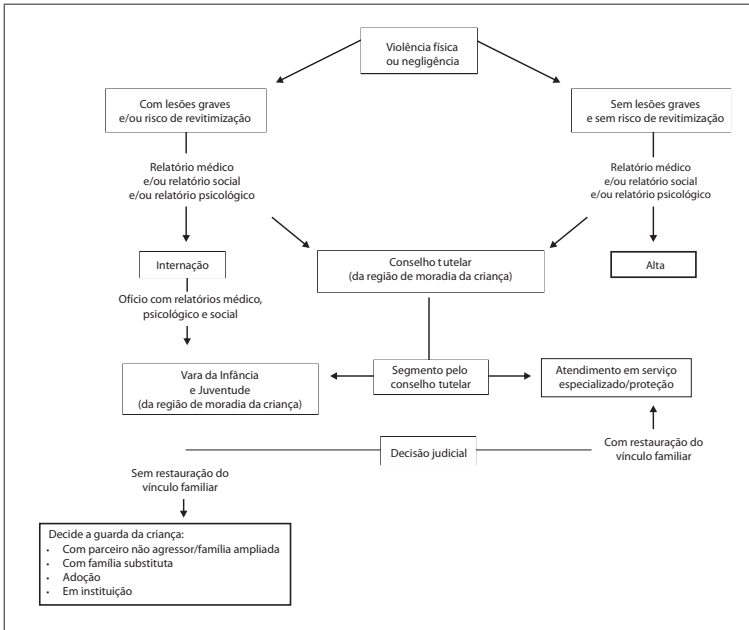 Violência física
ou negligência
Com lesões graves
e/ou risco de revitimização
Sem lesões graves
e sem risco de revitimização
Relatório médico
e/ou relatório social
e/ou relatório psicológico
Relatório médico
e/ou relatório social
e/ou relatório psicológico
Internação
Conselho tutelar
(da região de moradia da criança)
Alta
Ofício com relatórios médico,
psicológico e social
Vara da Infância
e Juventude
(da região de moradia da criança)
Segmento pelo
conselho tutelar
Atendimento em serviço
especializado/proteção
Decisão judicial
Com restauração do
vínculo familiar
Sem restauração do
vínculo familiar
Decide a guarda da criança:
• Com parceiro não agressor/família ampliada
• Com família substituta
• Adoção
• Em instituição